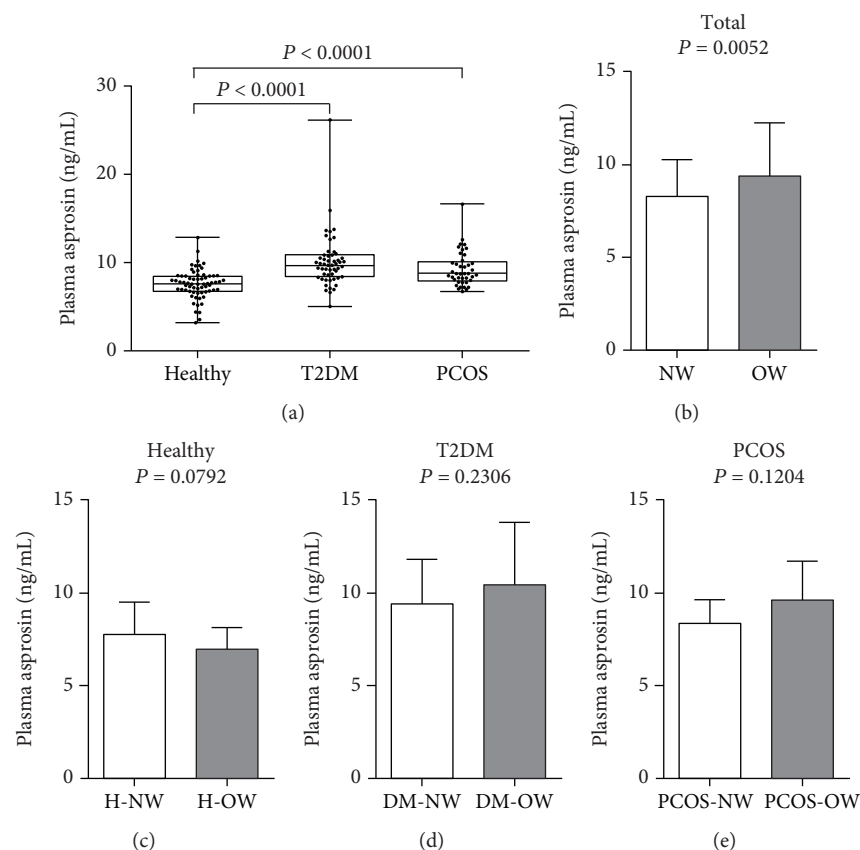 P < 0.0001
P < 0.0001
Plasma asprosin (ng/mL)
30
20
10
0
Healthy T2DM PCOS
(a)
Total
P = 0.0052
Plasma asprosin (ng/mL)
15
10
5
0
NW OW
(b)
Healthy
P = 0.0792
Plasma asprosin (ng/mL)
15
10
5
0
H-NW H-OW
(c)
T2DM
P = 0.2306
Plasma asprosin (ng/mL)
15
10
5
0
DM-NW DM-OW
(d)
PCOS
P = 0.1204
Plasma asprosin (ng/mL)
15
10
5
0
PCOS-NW PCOS-OW
(e)